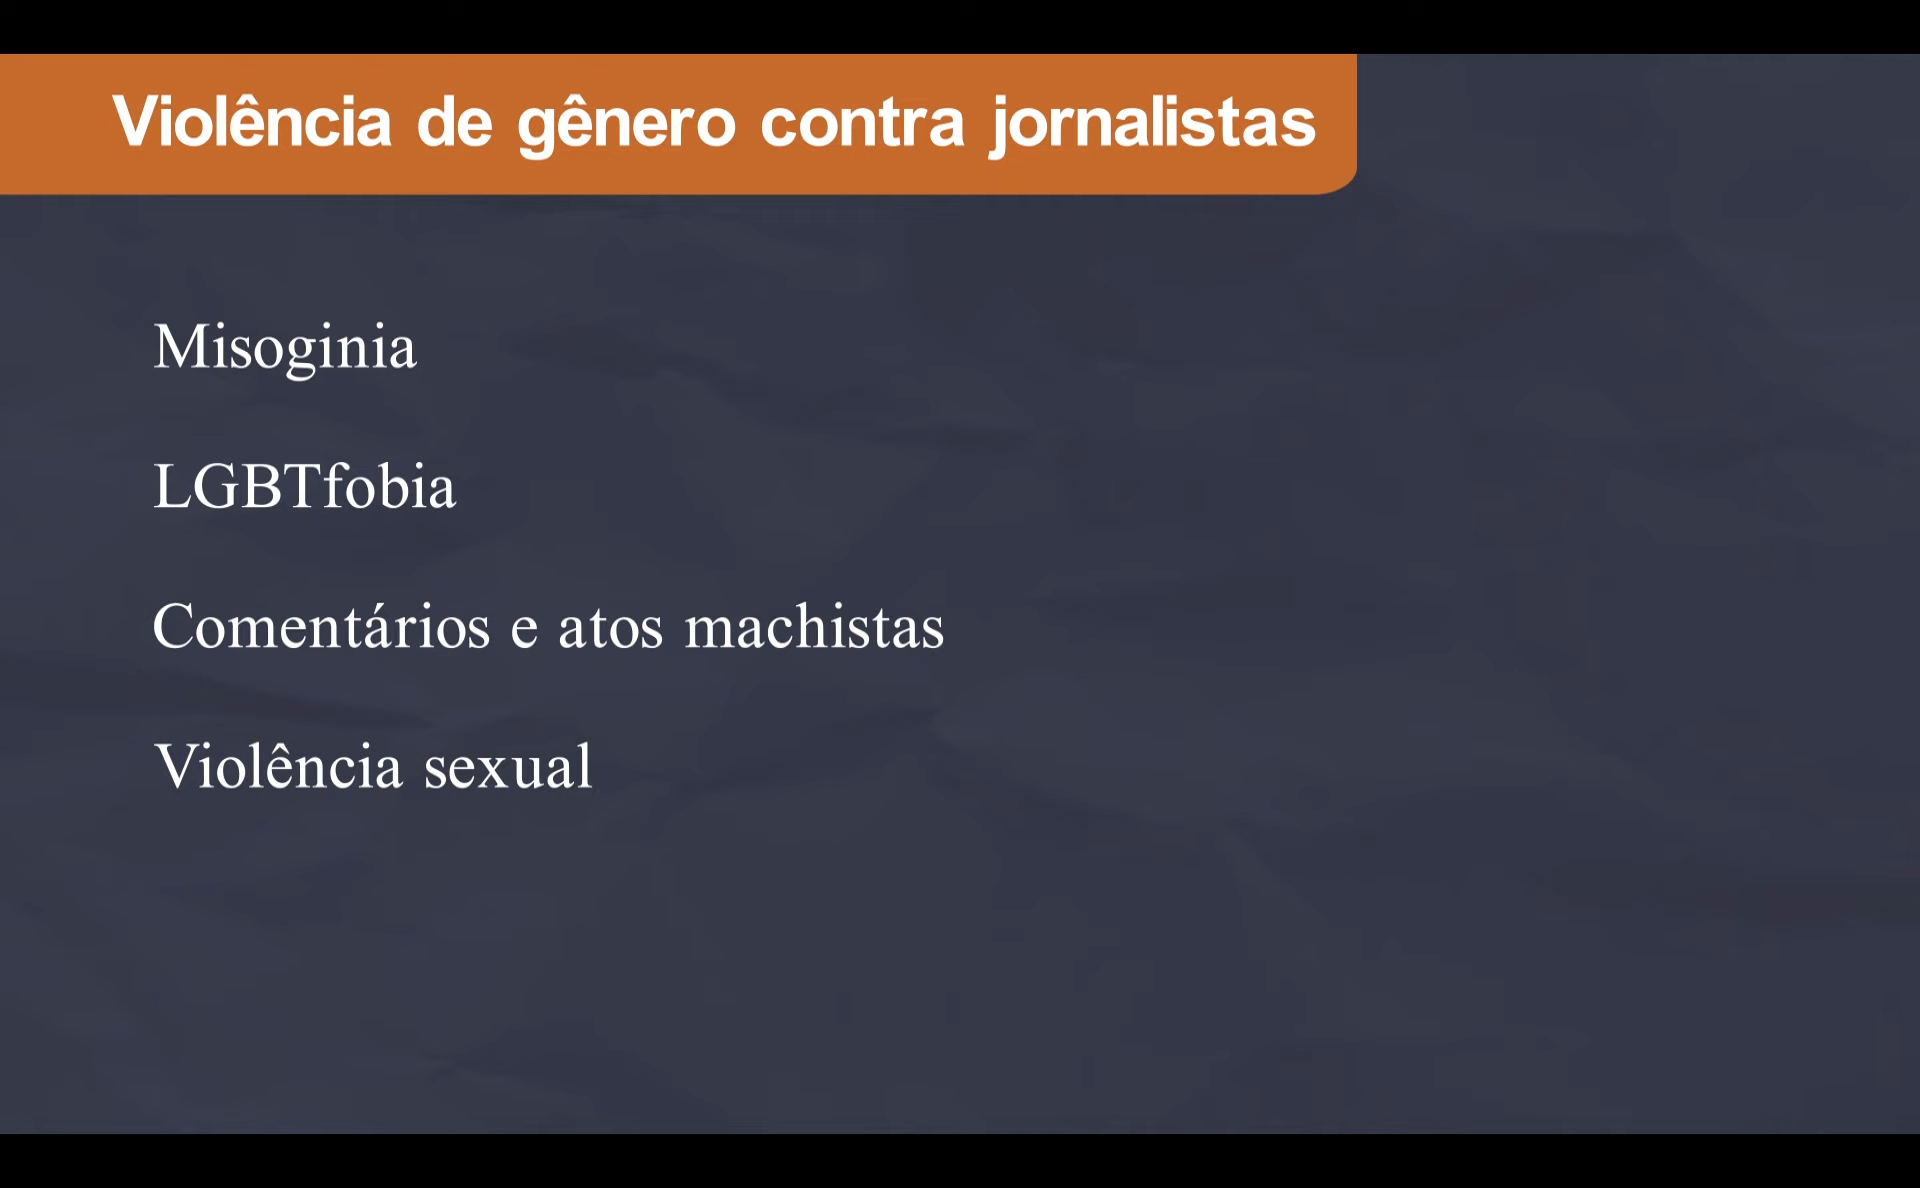 Violência de gênero contra jornalistas
Misoginia
LGBTfobia
Comentários e atos machistas
Violência sexual